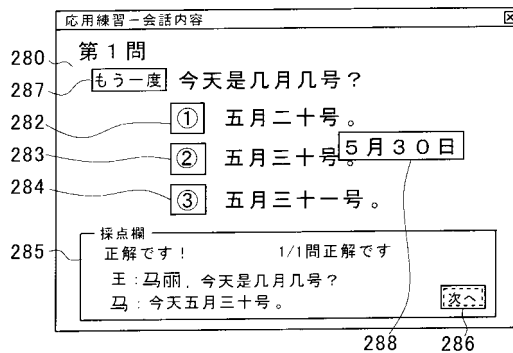 応用練習－会話内容
280
第1問
287
もう一度 今天是几月几号？
282
① 五月二十号。
283
② 五月三十号。
5月30日
284
③ 五月三十一号。
285
採点欄
正解です！ 1/1問正解です
王：马丽，今天是几月几号？
马：今天五月三十号。
次へ
288
286